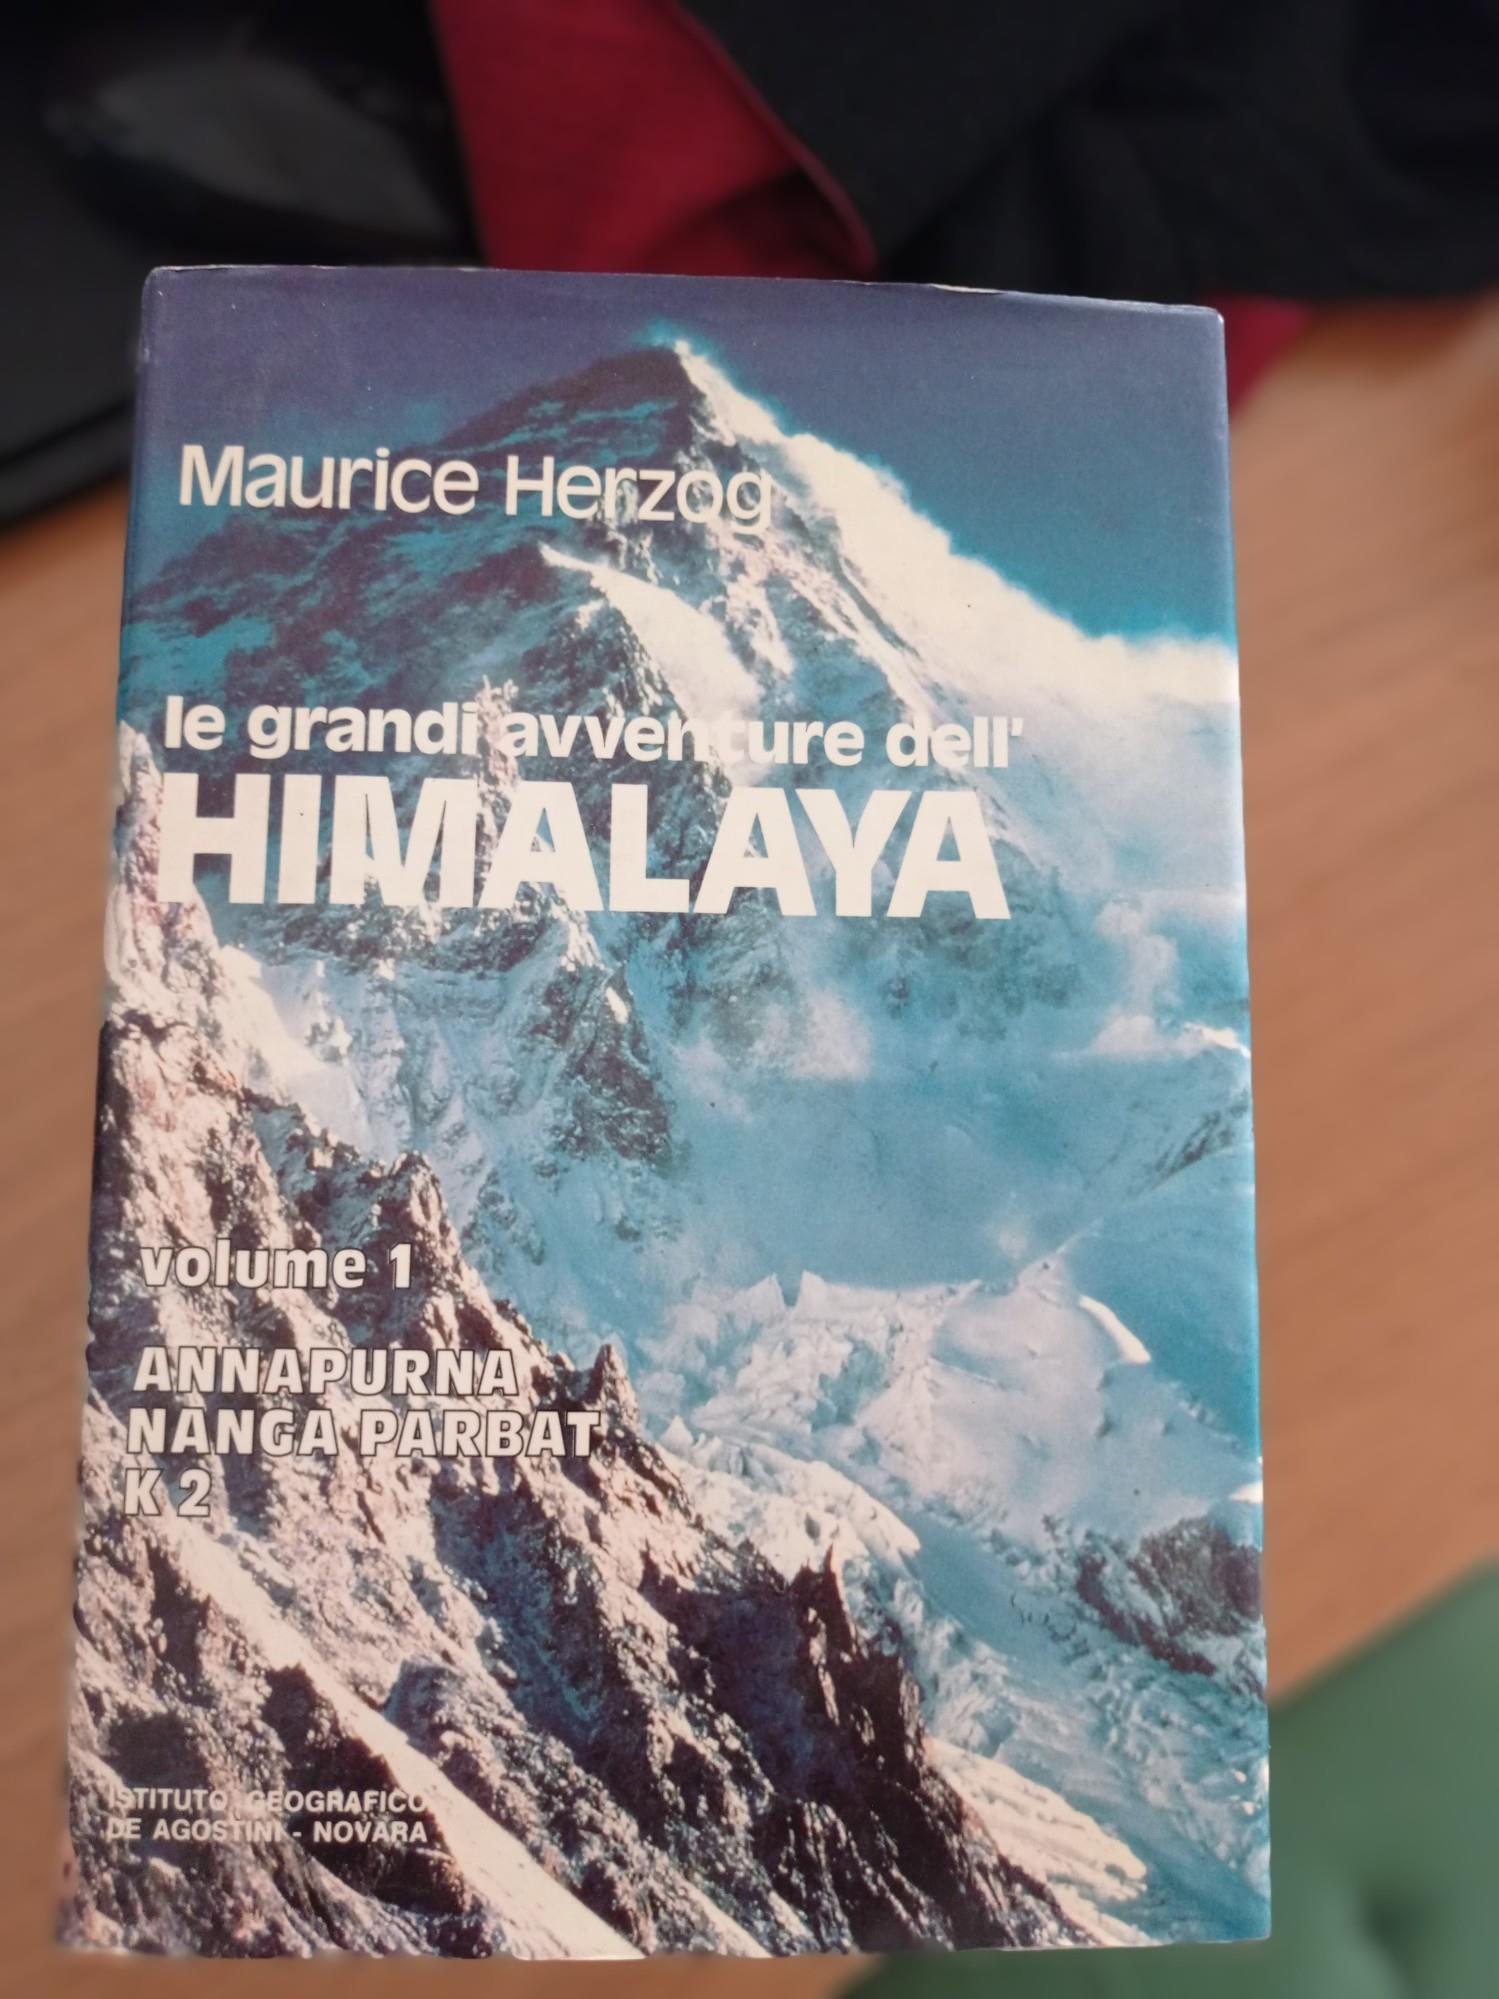 Maurice Herzog
le grandi avventure dell'
HIMALAYA
volume 1
ANNAPURNA
NANGA PARBAT
K 2
ISTITUTO GEOGRAFICO
DE AGOSTINI - NOVARA